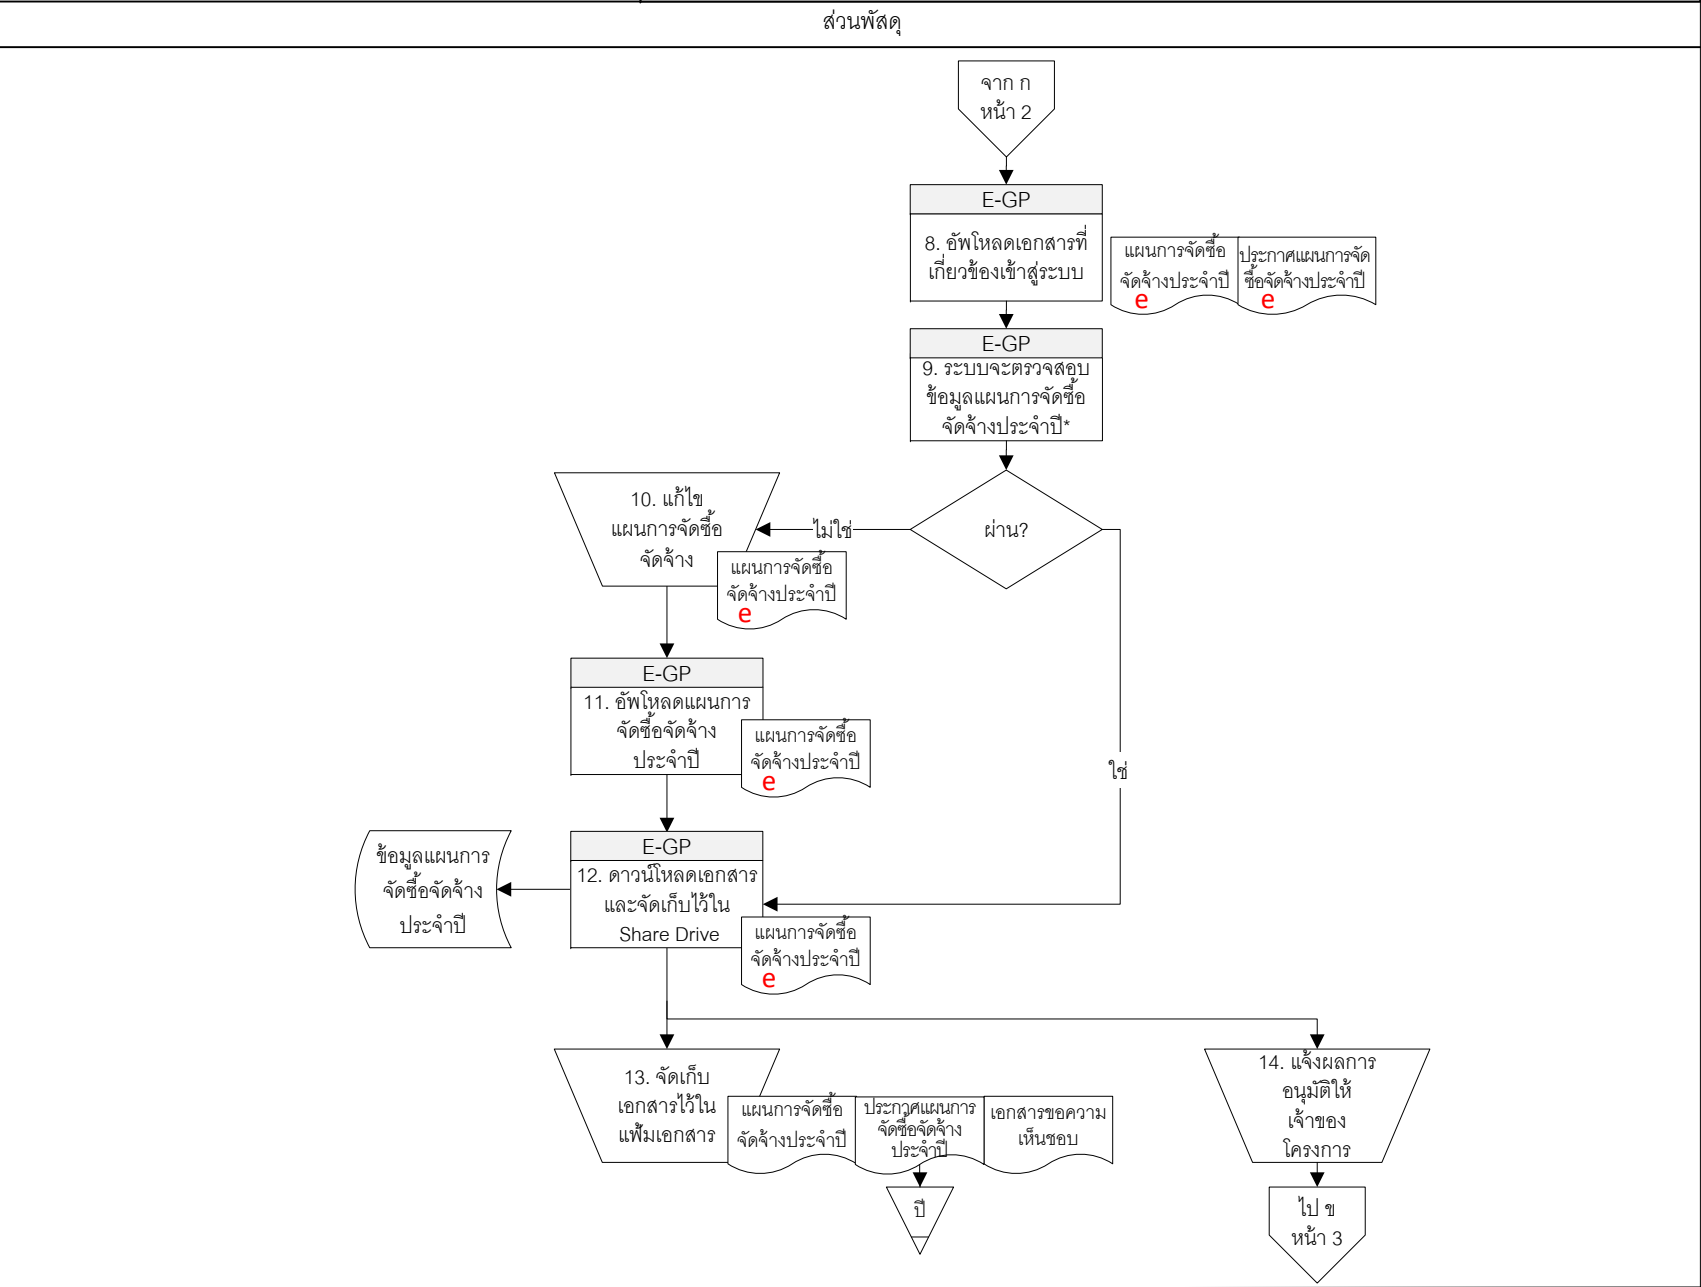 ส่วนพัสดุ
จาก ก
หน้า 2
E-GP
8. อัพโหลดเอกสารที่
เกี่ยวข้องเข้าสู่ระบบ
แผนการจัดซื้อ
จัดจ้างประจำปี
e
ประกาศแผนการจัด
ซื้อจัดจ้างประจำปี
e
E-GP
9. ระบบจะตรวจสอบ
ข้อมูลแผนการจัดซื้อ
จัดจ้างประจำปี*
ผ่าน?
ไม่ใช่
ใช่
10. แก้ไข
แผนการจัดซื้อ
จัดจ้าง
แผนการจัดซื้อ
จัดจ้างประจำปี
e
E-GP
11. อัพโหลดแผนการ
จัดซื้อจัดจ้าง
ประจำปี
แผนการจัดซื้อ
จัดจ้างประจำปี
e
E-GP
12. ดาวน์โหลดเอกสาร
และจัดเก็บไว้ใน
Share Drive
แผนการจัดซื้อ
จัดจ้างประจำปี
e
ข้อมูลแผนการ
จัดซื้อจัดจ้าง
ประจำปี
13. จัดเก็บ
เอกสารไว้ใน
แฟ้มเอกสาร
แผนการจัดซื้อ
จัดจ้างประจำปี
ประกาศแผนการ
จัดซื้อจัดจ้าง
ประจำปี
เอกสารขอความ
เห็นชอบ
ปี
14. แจ้งผลการ
อนุมัติให้
เจ้าของ
โครงการ
ไป ข
หน้า 3